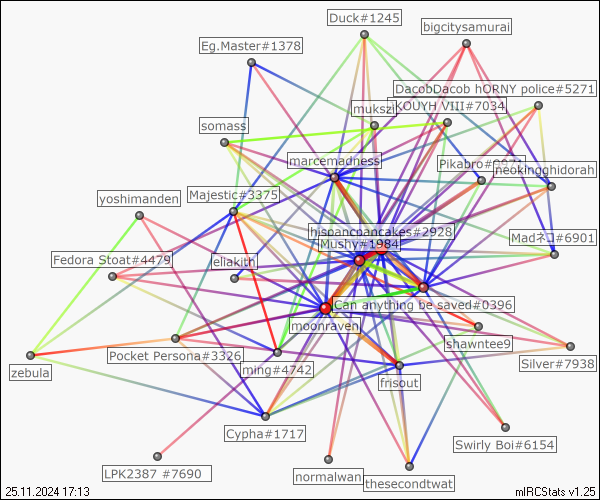 Duck#1245
bigcitysamurai
Eg.Master#1378
DacobDacob hORNY police#5271
mukszi
KOUYH VIII#7034
somass
marcemadness
neokingghidorah
yoshimanden
Majestic#3375
hispancpancakes#2928
Madネコ#6901
Mushy#1984
Fedora Stoat#4479
eliakith
Can anything be saved#0396
moonraven
shawntee9
Pocket Persona#3326
Silver#7938
zebula
ming#4742
frisout
Cypha#1717
Swirly Boi#6154
LPK2387 #7690
normalwan
thesecondtwat
25.11.2024 17:13
mIRCStats v1.25